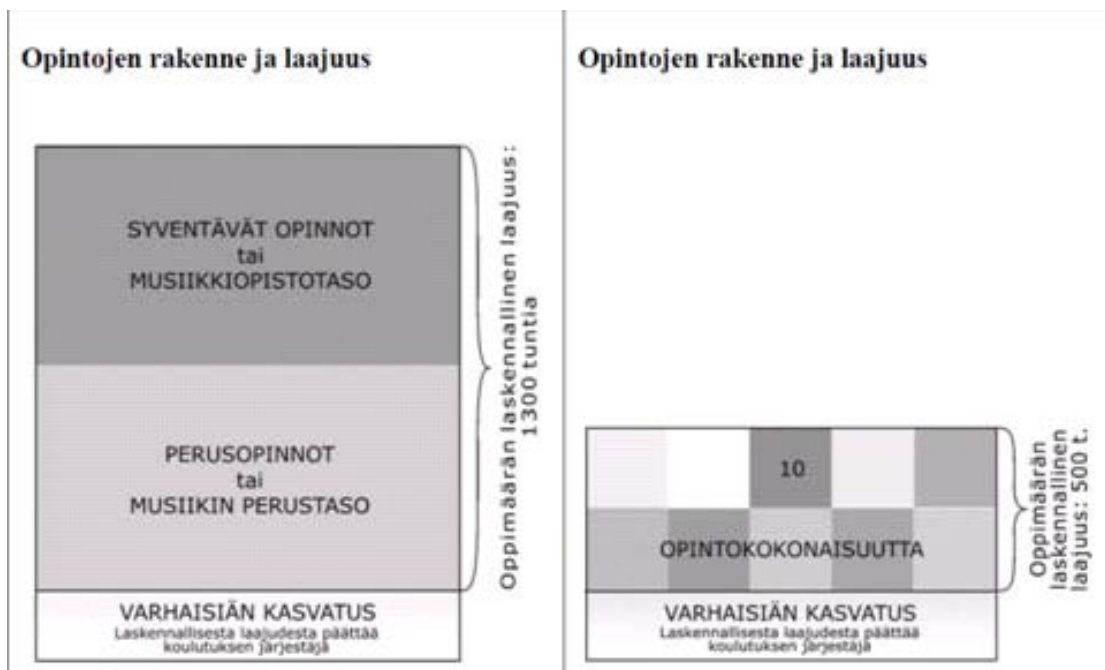 Opintojen rakenne ja laajuus
SYVENTÄVÄT OPINNOT
tai
MUSIIKKIOPISTOTASO
PERUSOPINNOT
tai
MUSIIKIN PERUSTASO
VARHAISIÄN KASVATUS
Laskennallisesta laajudesta päättää
koulutuksen järjestäjä
Oppimäärän laskennallinen laajuus:
1300 tuntia
Opintojen rakenne ja laajuus
10
OPINTOKOKONAISUUTTA
VARHAISIÄN KASVATUS
Laskennallisesta laajudesta päättää
koulutuksen järjestäjä
Oppimäärän
laskennallinen
laajuus: 500 t.